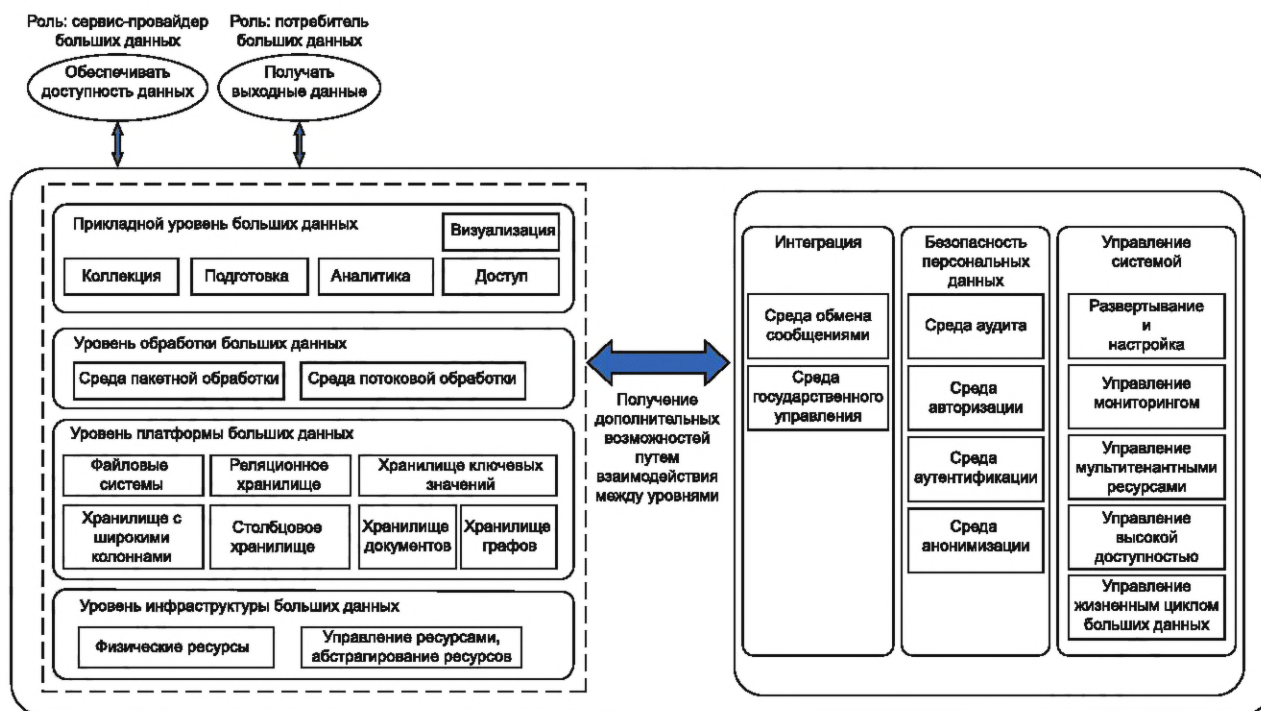 Роль: сервис-провайдер
больших данных
Роль: потребитель
больших данных
Обеспечивать
доступность данных
Получать
выходные данные
Прикладной уровень больших данных
Визуализация
Коллекция
Подготовка
Аналитика
Доступ
Уровень обработки больших данных
Среда пакетной обработки
Среда потоковой обработки
Уровень платформы больших данных
Файловые
системы
Реляционное
хранилище
Хранилище ключевых
значений
Хранилище с
широкими
колоннами
Столбцовое
хранилище
Хранилище
документов
Хранилище
графов
Уровень инфраструктуры больших данных
Физические ресурсы
Управление ресурсами,
абстрагирование ресурсов
Получение
дополнительных
возможностей
путем
взаимодействия
между уровнями
Интеграция
Среда обмена
сообщениями
Среда
государственного
управления
Безопасность
персональных
данных
Среда аудита
Среда
авторизации
Среда
аутентификации
Среда
анонимизации
Управление
системой
Развертывание
и
настройка
Управление
мониторингом
Управление
мультитенантными
ресурсами
Управление
высокой
доступностью
Управление
жизненным циклом
больших данных